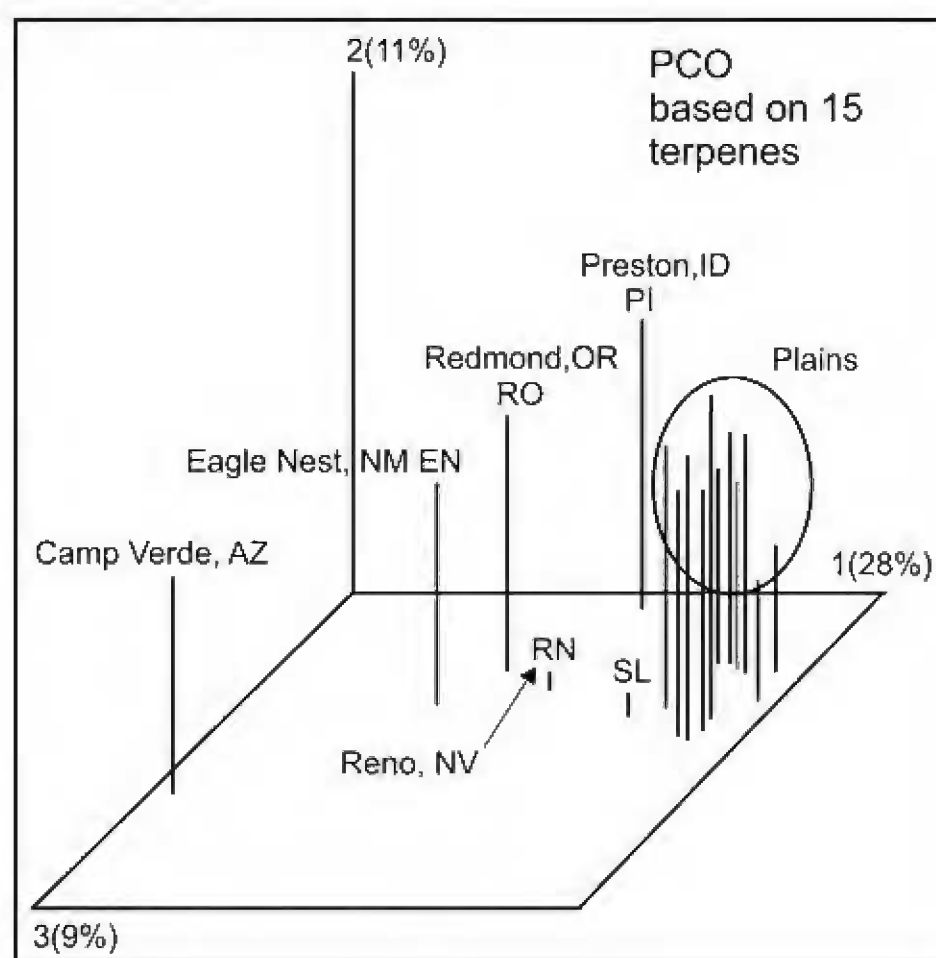 2(11%)
PCO
based on 15
terpenes
Preston,ID
PI
Redmond,OR
RO
Plains
Eagle Nest, NM EN
Camp Verde, AZ
1(28%)
RN
SL
Reno, NV
3(9%)